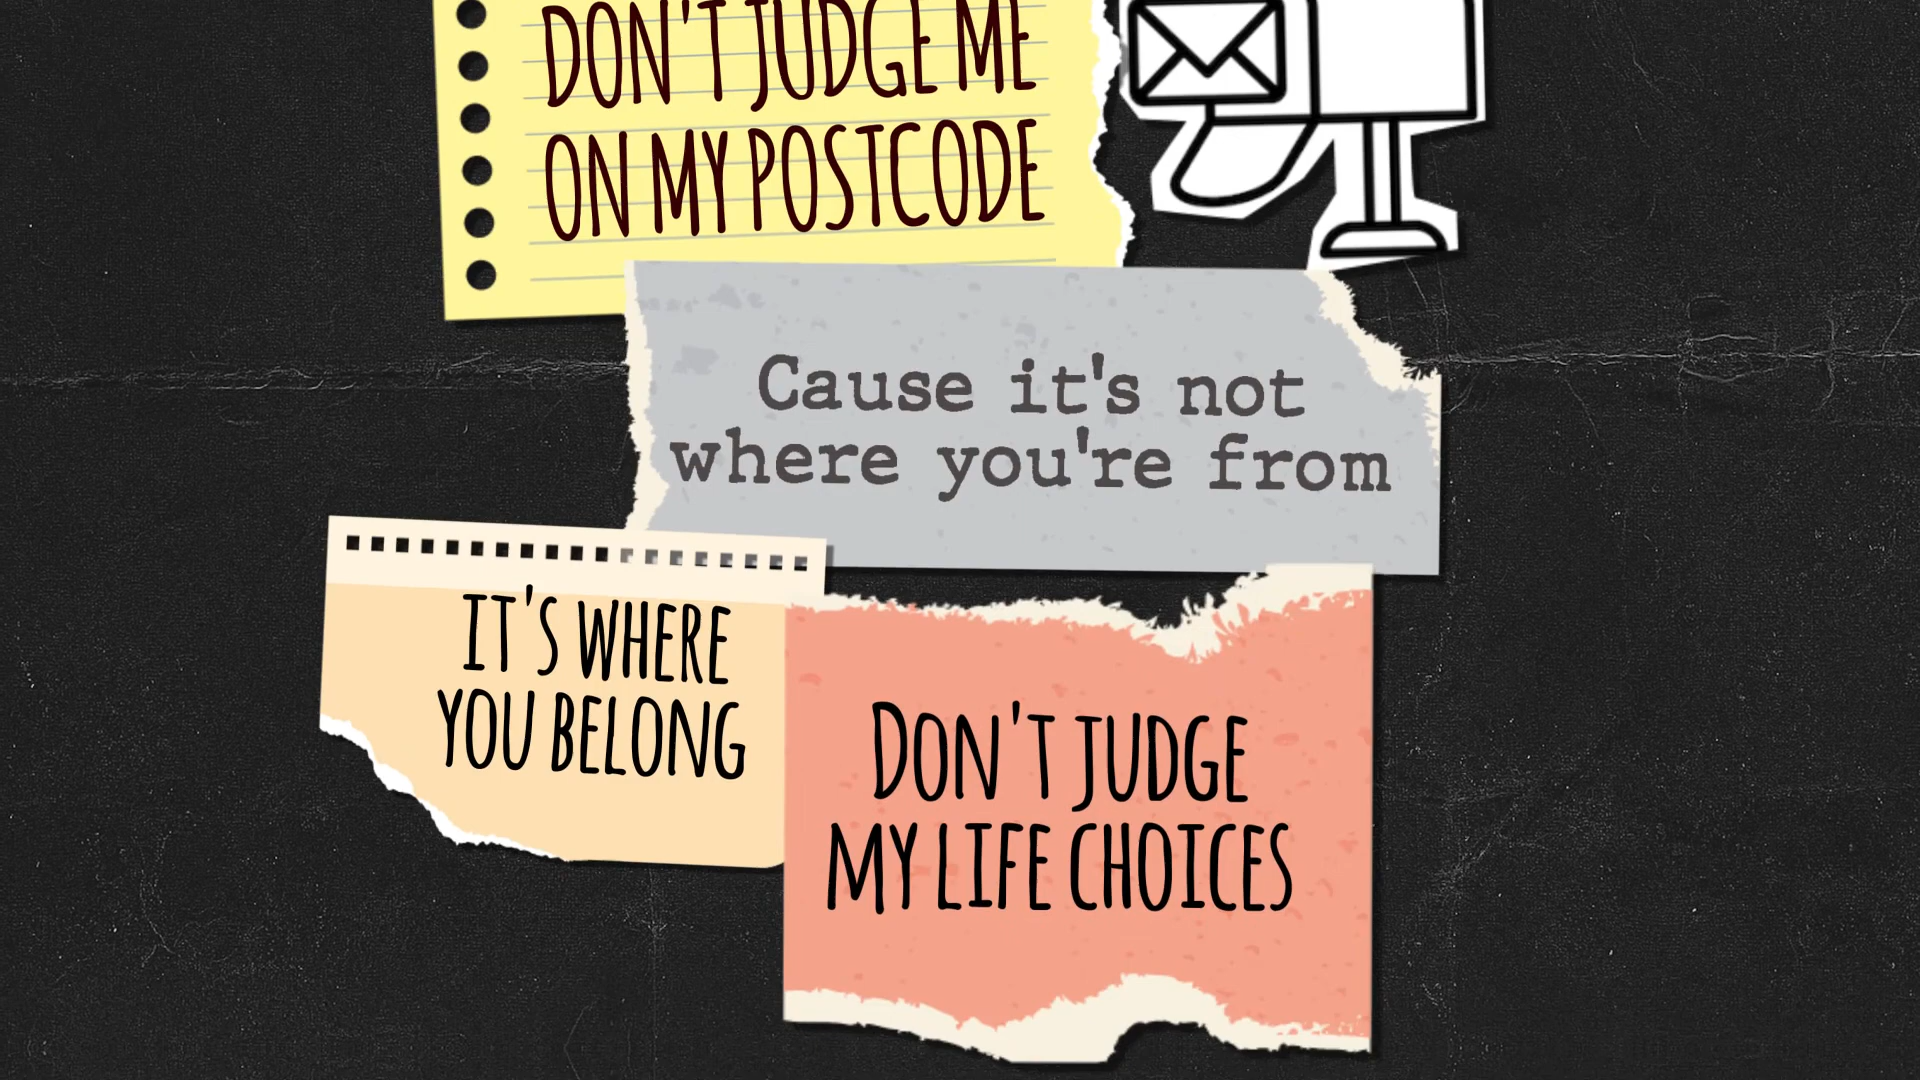 DON'T JUDGE ME
ON MY POSTCODE
Cause it's not
where you're from
IT'S WHERE
YOU BELONG
DON'T JUDGE
MY LIFE CHOICES